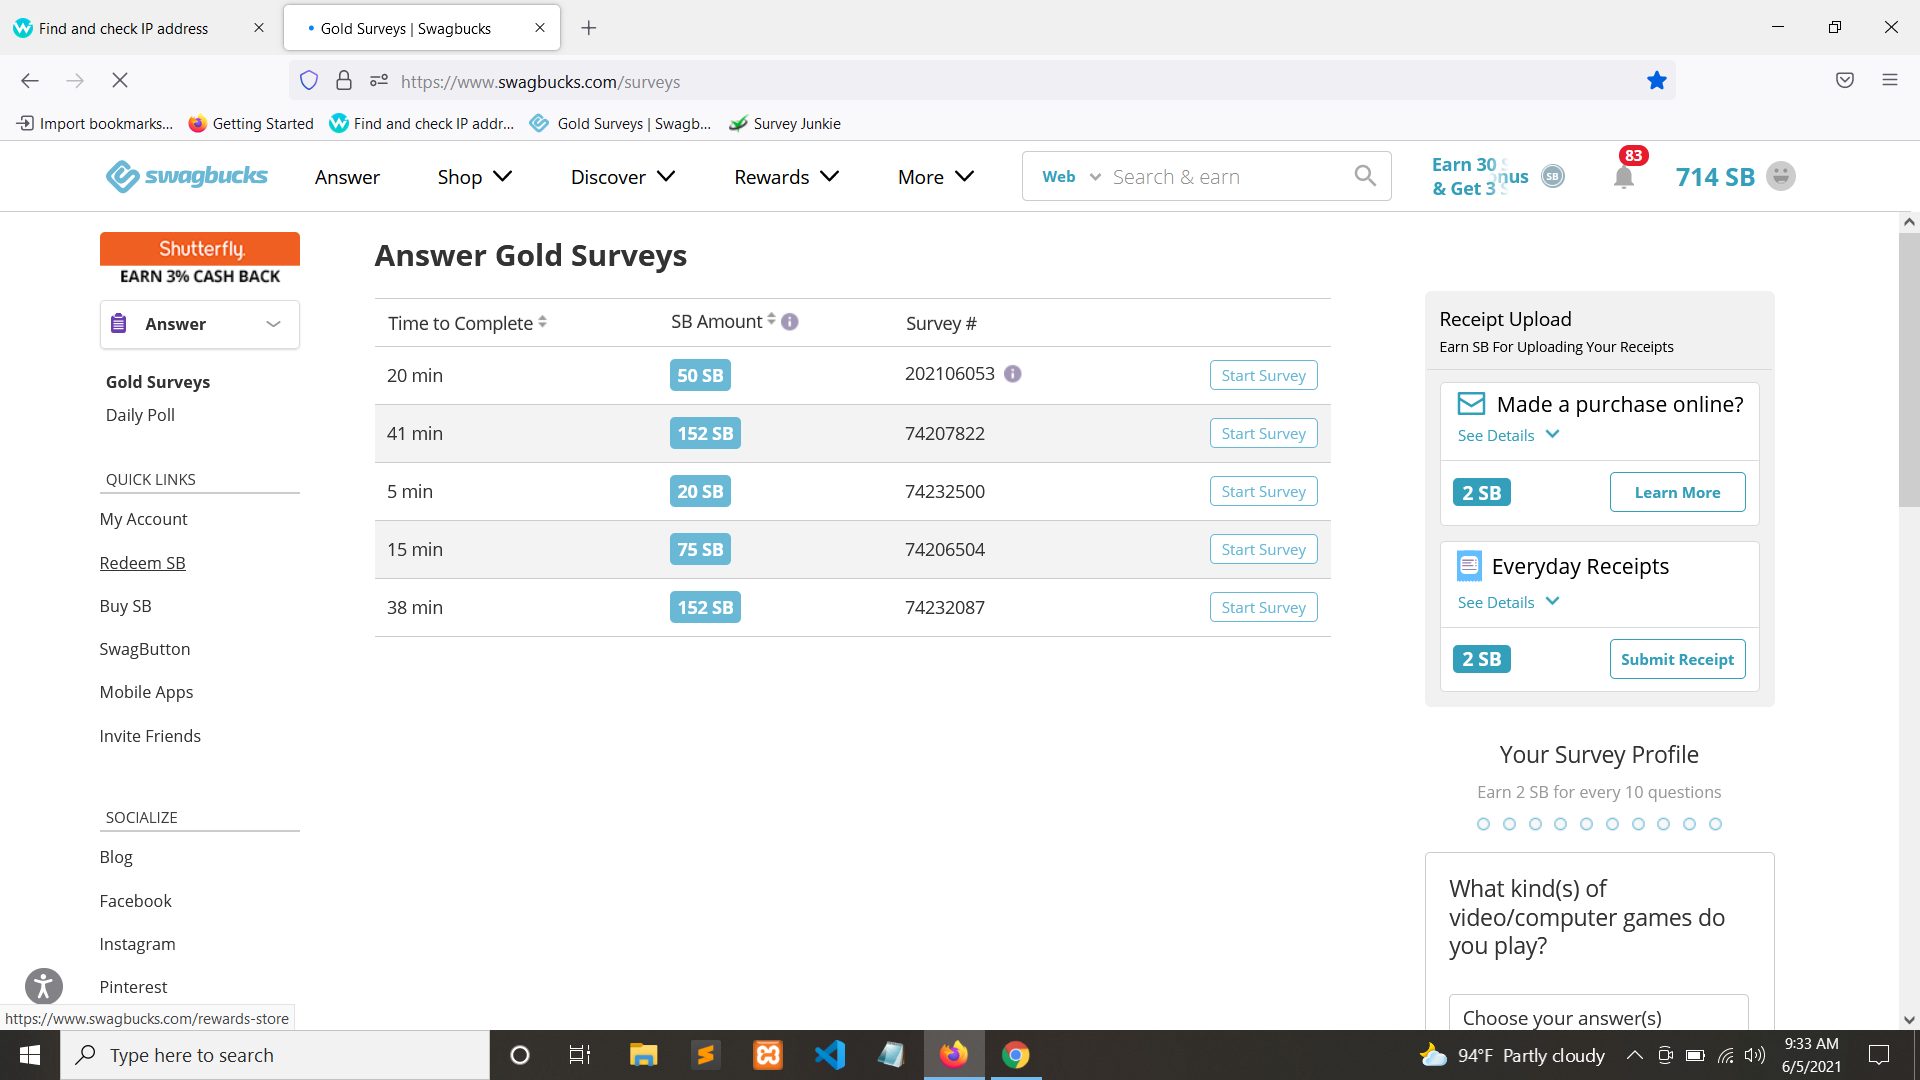 Find and check IP address
Gold Surveys | Swagbucks
https://www.swagbucks.com/surveys
Import bookmarks...
Getting Started
Find and check IP addr...
Gold Surveys | Swagb...
Survey Junkie
swagbucks
Answer
Shop
Discover
Rewards
More
Web
Search & earn
Earn 30
nus
& Get 3
SB
83
714 SB
Shutterfly.
EARN 3% CASH BACK
Answer
Gold Surveys
Daily Poll
QUICK LINKS
My Account
Redeem SB
Buy SB
SwagButton
Mobile Apps
Invite Friends
SOCIALIZE
Blog
Facebook
Instagram
Pinterest
https://www.swagbucks.com/rewards-store
Answer Gold Surveys
Time to Complete SB Amount Survey #
20 min 50 SB 202106053 Start Survey
41 min 152 SB 74207822 Start Survey
5 min 20 SB 74232500 Start Survey
15 min 75 SB 74206504 Start Survey
38 min 152 SB 74232087 Start Survey
Receipt Upload
Earn SB For Uploading Your Receipts
Made a purchase online?
See Details
2 SB Learn More
Everyday Receipts
See Details
2 SB Submit Receipt
Your Survey Profile
Earn 2 SB for every 10 questions
What kind(s) of
video/computer games do
you play?
Choose your answer(s)
Type here to search
94°F Partly cloudy
9:33 AM
6/5/2021